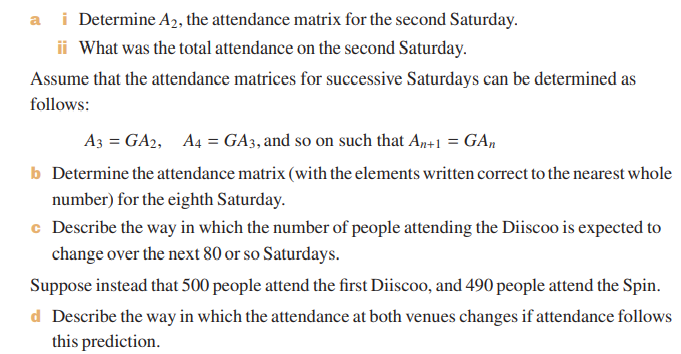 a i Determine A₂, the attendance matrix for the second Saturday.
ii What was the total attendance on the second Saturday.
Assume that the attendance matrices for successive Saturdays can be determined as
follows:
A₃ = GA₂, A₄ = GA₃, and so on such that Aₙ₊₁ = GAₙ
b Determine the attendance matrix (with the elements written correct to the nearest whole
number) for the eighth Saturday.
c Describe the way in which the number of people attending the Diiscoo is expected to
change over the next 80 or so Saturdays.
Suppose instead that 500 people attend the first Diiscoo, and 490 people attend the Spin.
d Describe the way in which the attendance at both venues changes if attendance follows
this prediction.